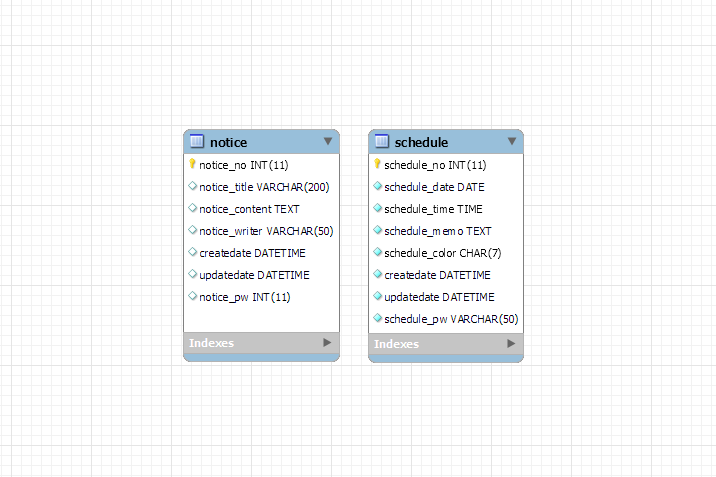 notice
notice_no INT(11)
notice_title VARCHAR(200)
notice_content TEXT
notice_writer VARCHAR(50)
createdate DATETIME
updatedate DATETIME
notice_pw INT(11)
Indexes
schedule
schedule_no INT(11)
schedule_date DATE
schedule_time TIME
schedule_memo TEXT
schedule_color CHAR(7)
createdate DATETIME
updatedate DATETIME
schedule_pw VARCHAR(50)
Indexes